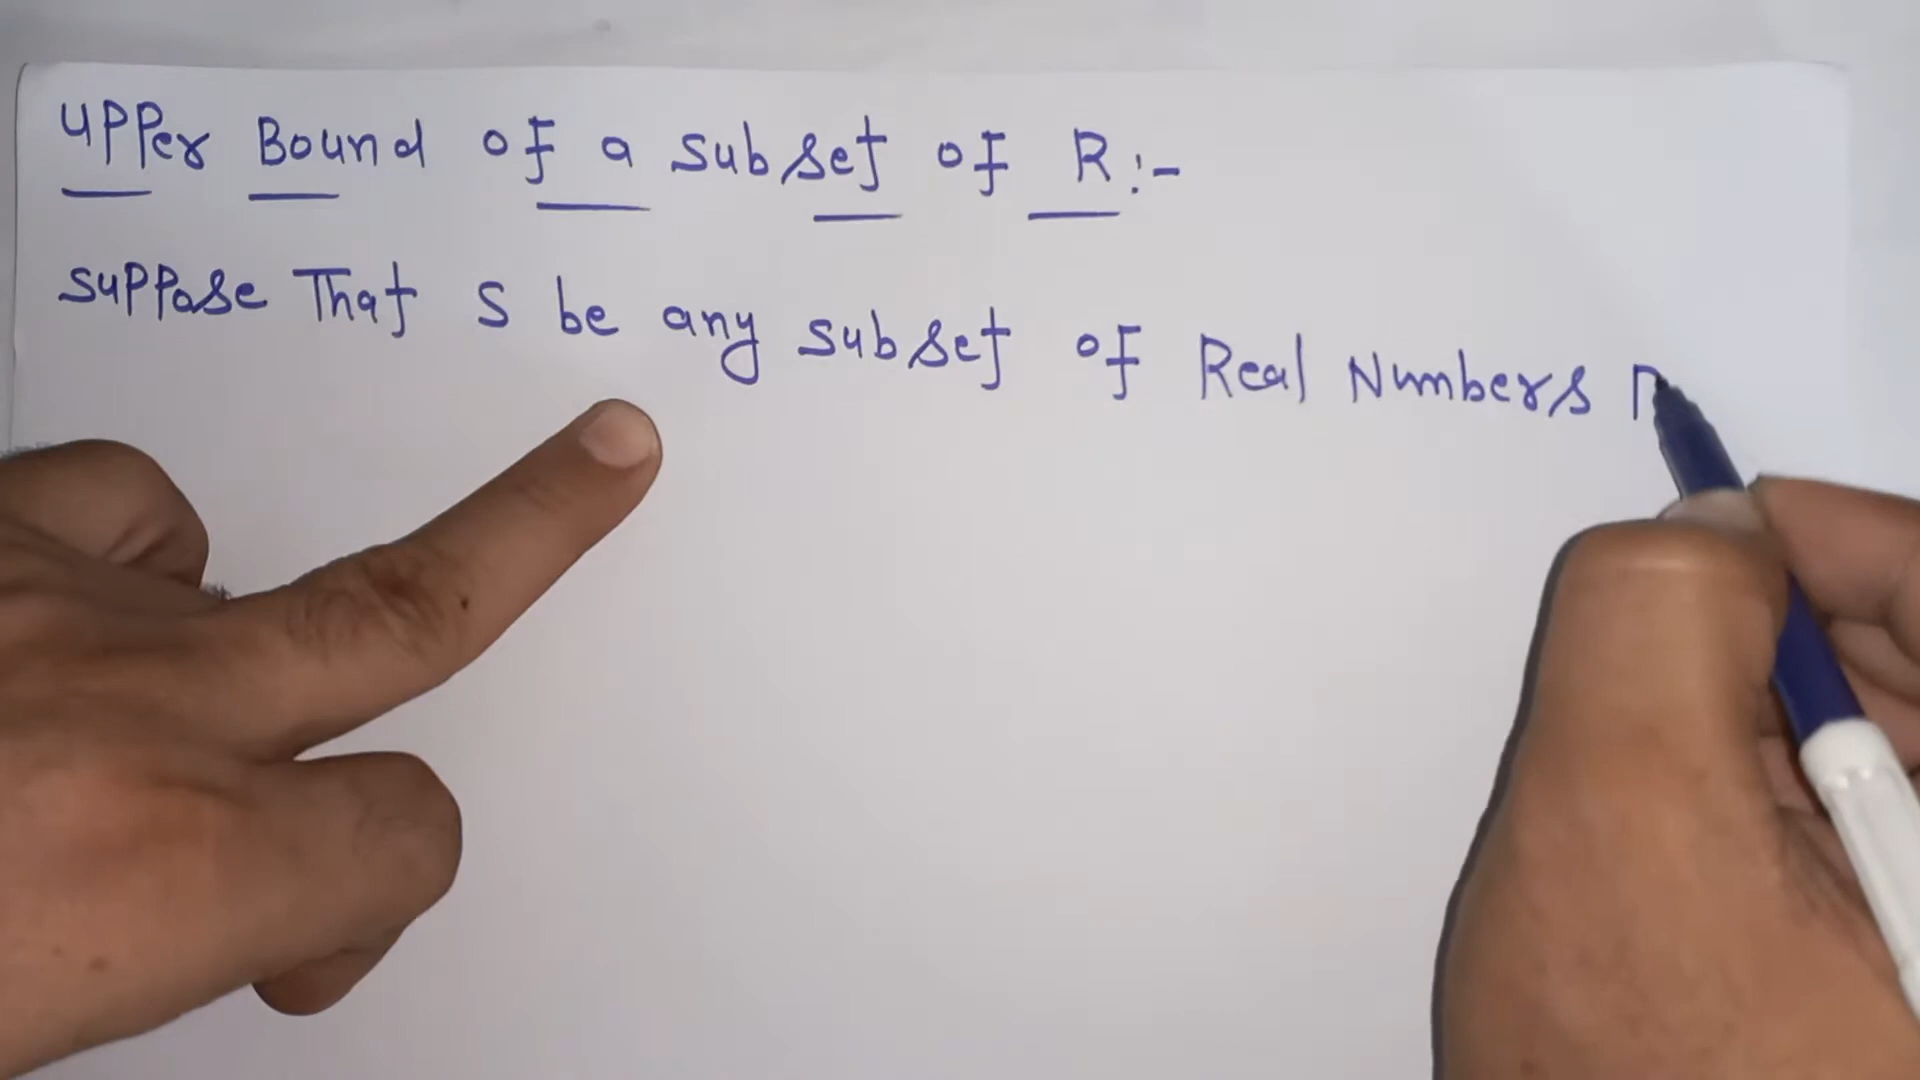 Upper Bound of a subset of R:-
suppose That S be any subset of Real Numbers